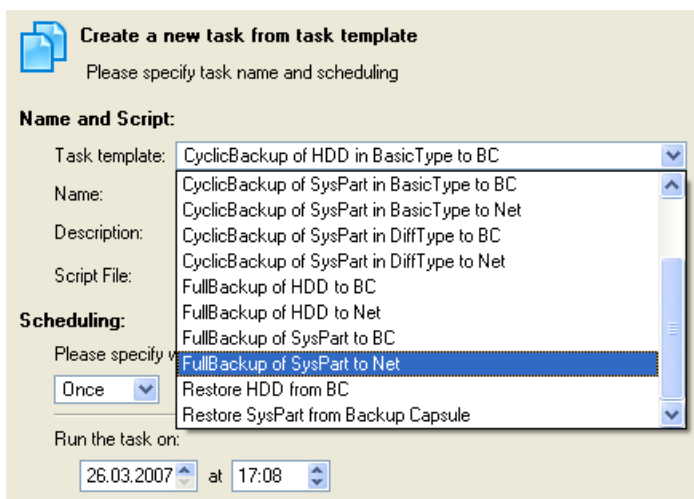 Create a new task from task template
Please specify task name and scheduling
Name and Script:
Task template: CyclicBackup of HDD in BasicType to BC
Name:
Description:
Script File:
CyclicBackup of SysPart in BasicType to BC
CyclicBackup of SysPart in BasicType to Net
CyclicBackup of SysPart in DiffType to BC
CyclicBackup of SysPart in DiffType to Net
FullBackup of HDD to BC
FullBackup of HDD to Net
FullBackup of SysPart to BC
FullBackup of SysPart to Net
Restore HDD from BC
Restore SysPart from Backup Capsule
Scheduling:
Please specify
Once
Run the task on:
26.03.2007 at 17:08